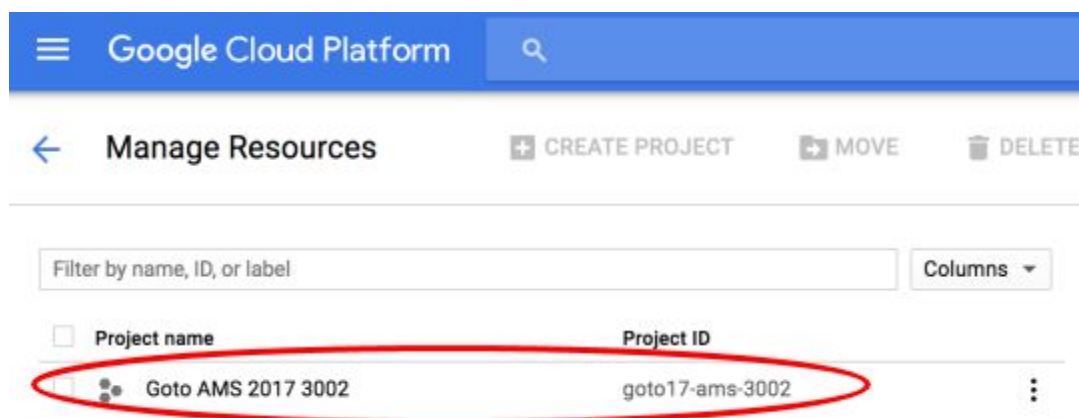 Google Cloud Platform
Manage Resources CREATE PROJECT MOVE DELETE
Filter by name, ID, or label Columns
Project name Project ID
Goto AMS 2017 3002 goto17-ams-3002